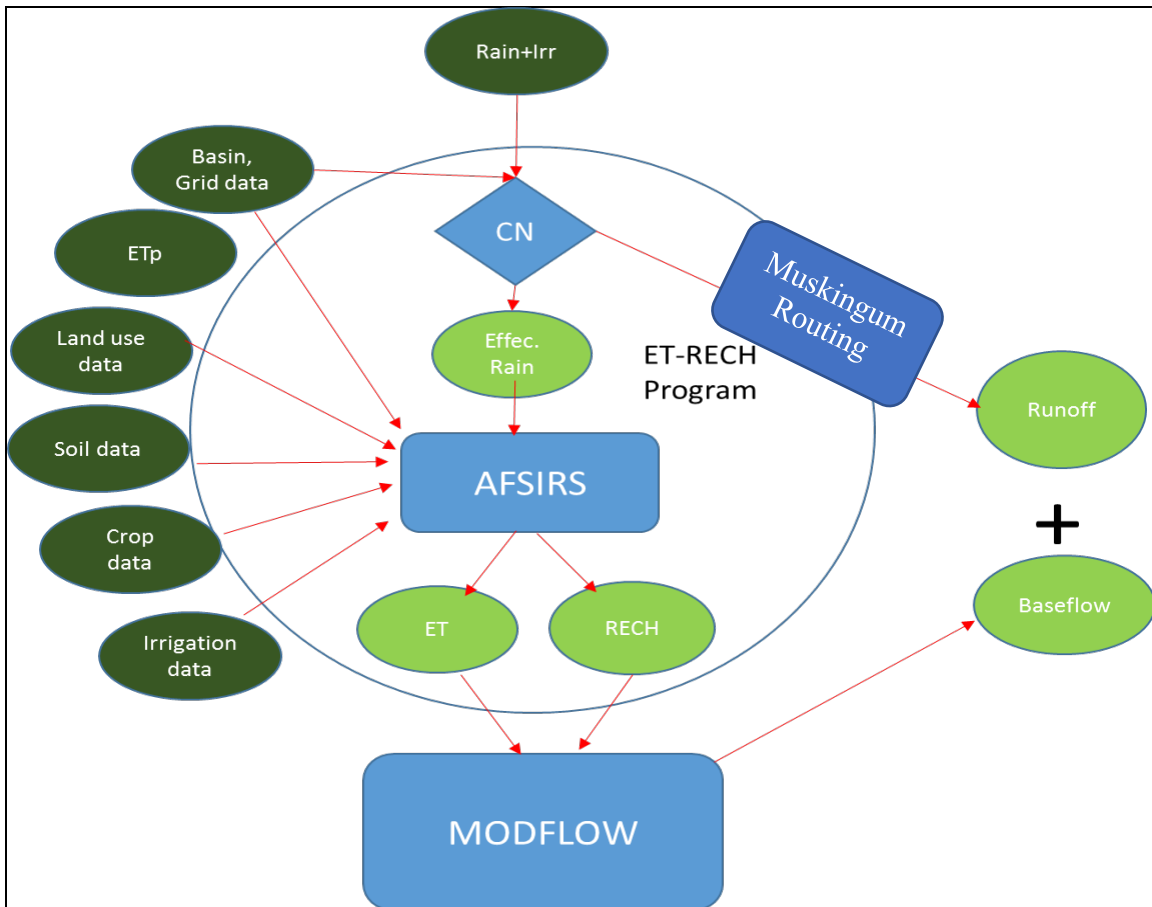 Rain+Irr
Basin,
Grid data
CN
ETp
Muskingum
Routing
Land use
data
Effec.
Rain
ET-RECH
Program
Runoff
Soil data
AFSIRS
+
Crop
data
Baseflow
ET
RECH
Irrigation
data
MODFLOW